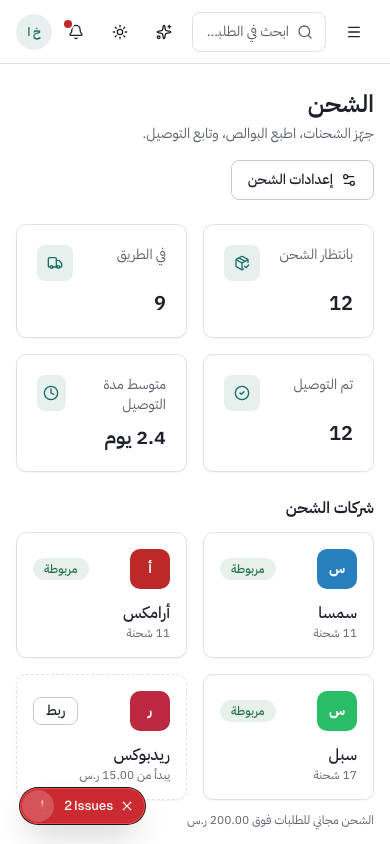 ابحث في الطلبـ...
خ ا
الشحن
جهّز الشحنات، اطبع البوالص، وتابع التوصيل.
إعدادات الشحن
بانتظار الشحن
12
في الطريق
9
تم التوصيل
12
متوسط مدة التوصيل
2.4 يوم
شركات الشحن
س
مربوطة
سمسا
11 شحنة
أ
مربوطة
أرامكس
11 شحنة
س
مربوطة
سبل
17 شحنة
ر
ربط
ريدبوكس
يبدأ من 15.00 ر.س
الشحن مجاني للطلبات فوق 200.00 ر.س
2 Issues